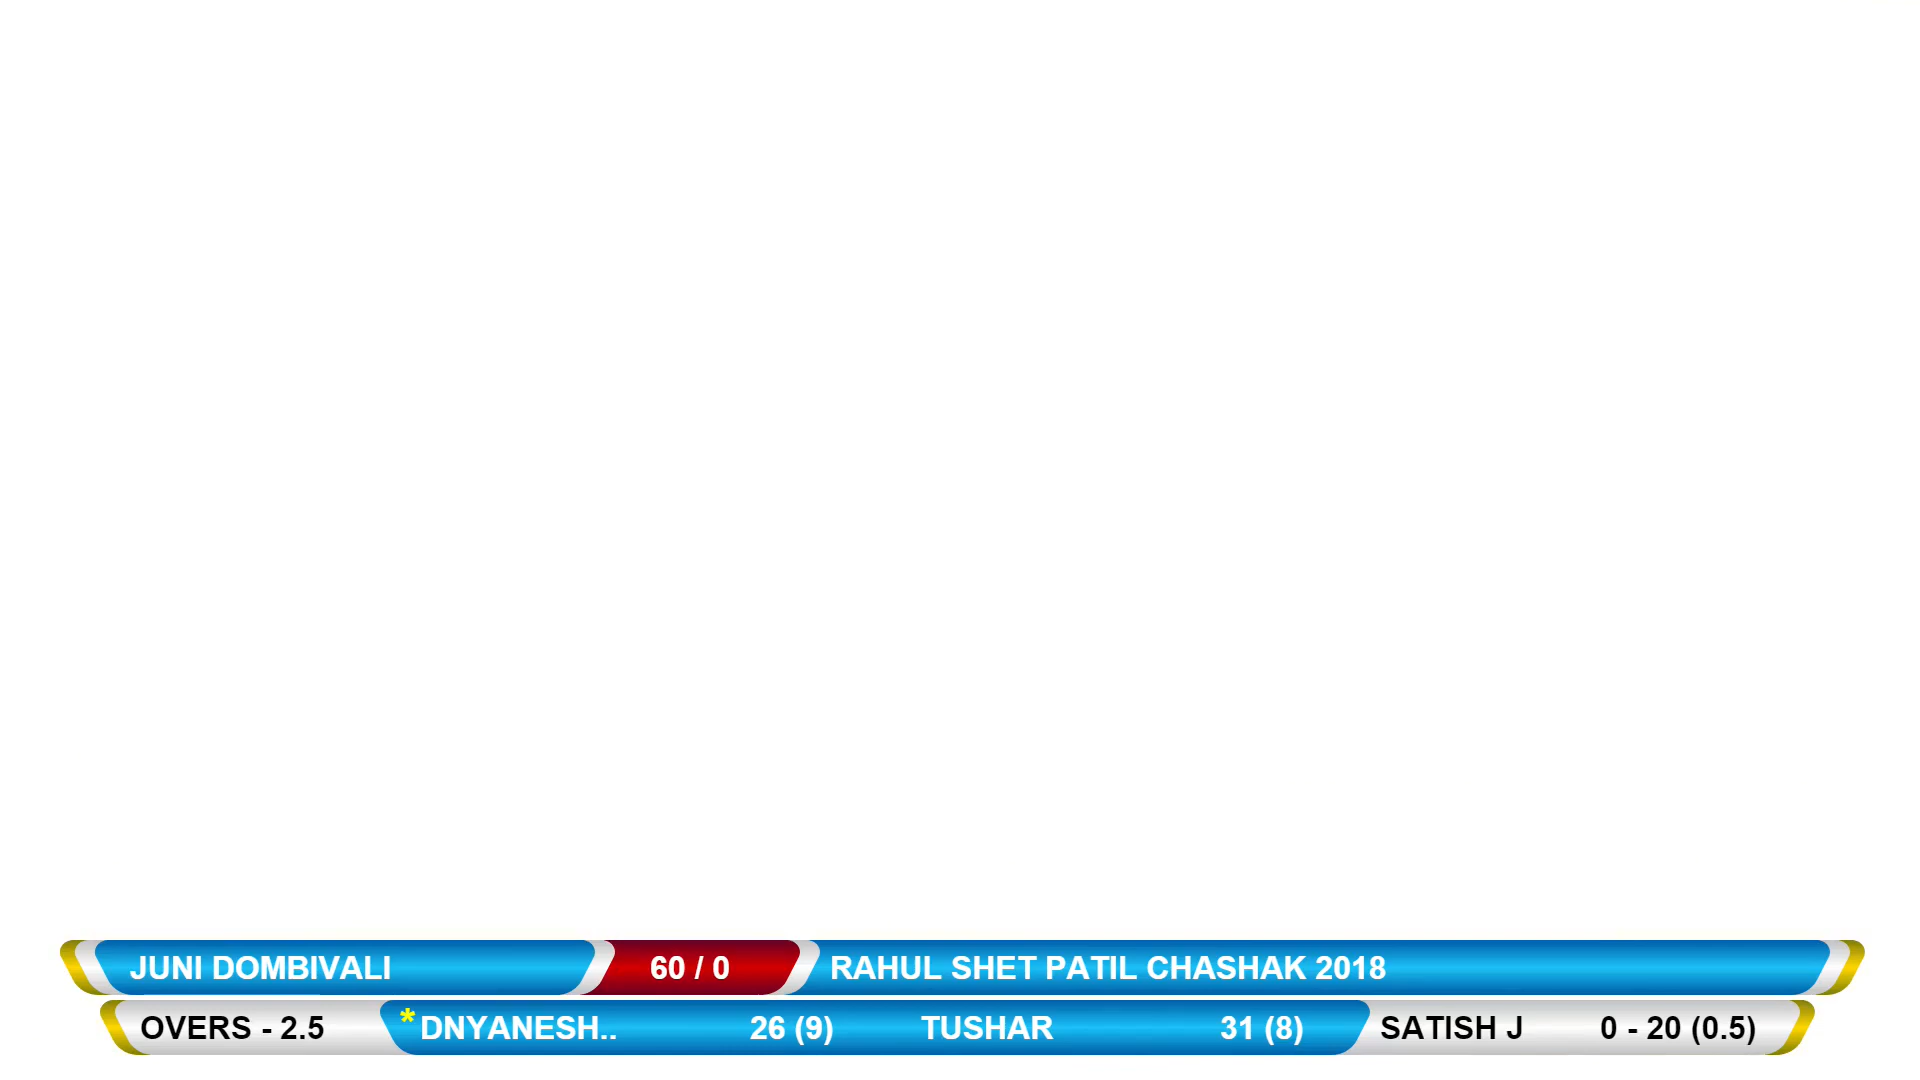 JUNI DOMBIVALI 60 / 0 RAHUL SHET PATIL CHASHAK 2018
OVERS - 2.5 * DNYANESH.. 26 (9) TUSHAR 31 (8) SATISH J 0 - 20 (0.5)